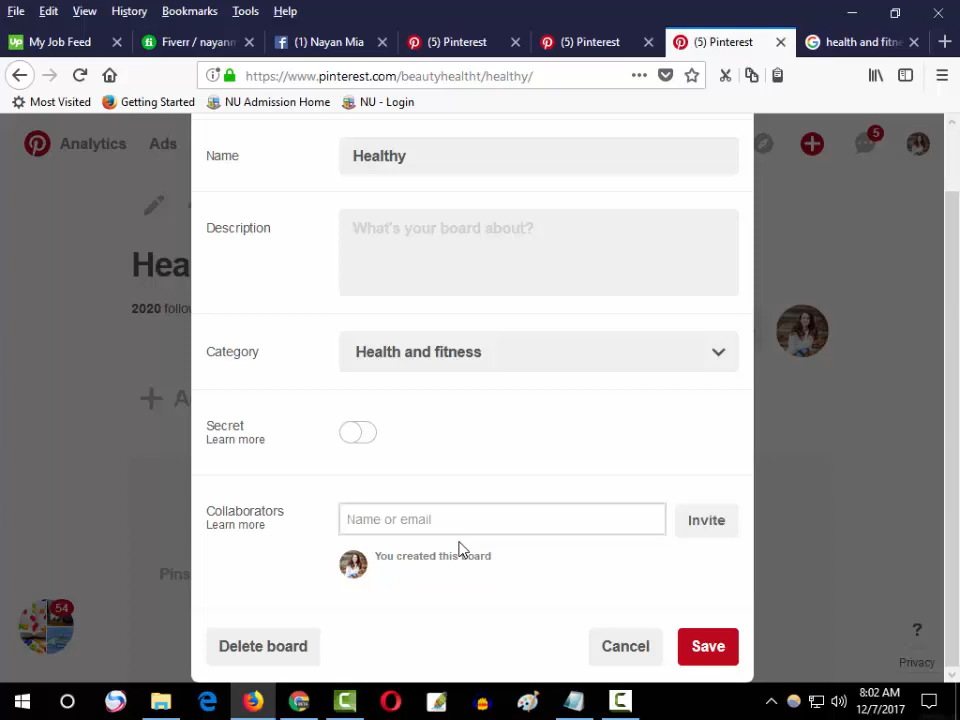 File Edit View History Bookmarks Tools Help
Up My Job Feed
fi Fiverr / nayann
f (1) Nayan Mia
(5) Pinterest
(5) Pinterest
(5) Pinterest
G health and fitne
https://www.pinterest.com/beautyhealtht/healthy/
Most Visited Getting Started NU Admission Home NU - Login
Analytics Ads 5
Name Healthy
Description What's your board about?
Hea
2020 follow
Category Health and fitness
A
Secret
Learn more
Collaborators Name or email Invite
Learn more
You created this board
Pins
54
Delete board Cancel Save
?
Privacy
8:02 AM
12/7/2017